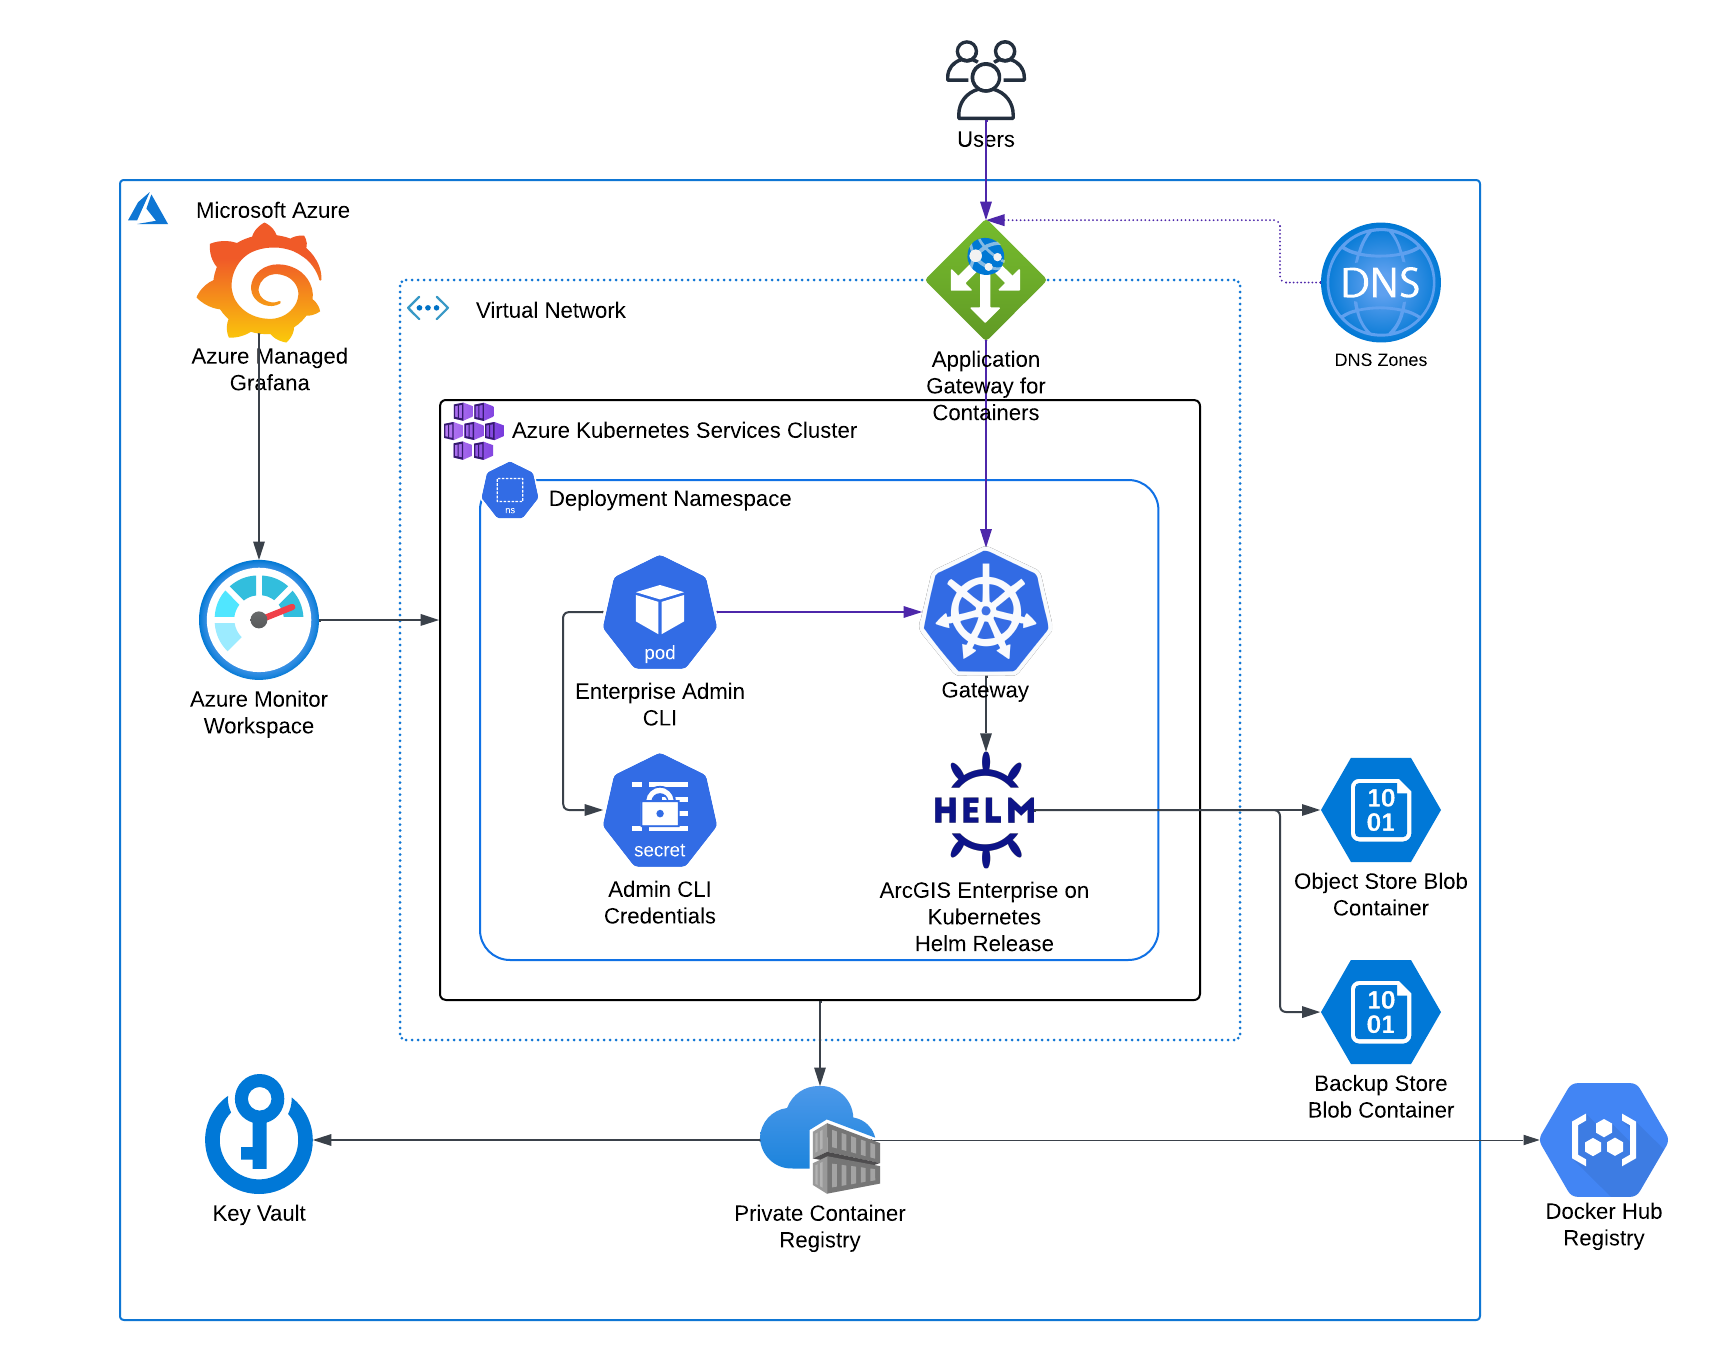 Users
Microsoft Azure
Azure Managed
Grafana
Virtual Network
Application
Gateway for
Containers
DNS
DNS Zones
Azure Kubernetes Services Cluster
ns
Deployment Namespace
pod
Enterprise Admin
CLI
Gateway
Azure Monitor
Workspace
secret
Admin CLI
Credentials
HELM
ArcGIS Enterprise on
Kubernetes
Helm Release
10
01
Object Store Blob
Container
10
01
Backup Store
Blob Container
Key Vault
Private Container
Registry
Docker Hub
Registry